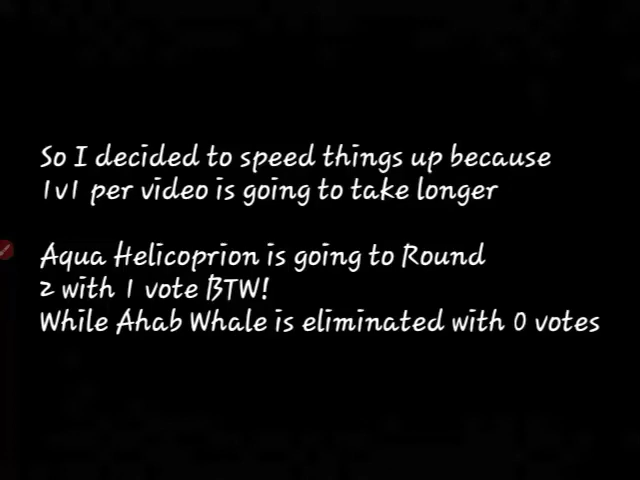 So I decided to speed things up because
1v1 per video is going to take longer
Aqua Helicoprion is going to Round
2 with 1 vote BTW!
While Ahab Whale is eliminated with 0 votes